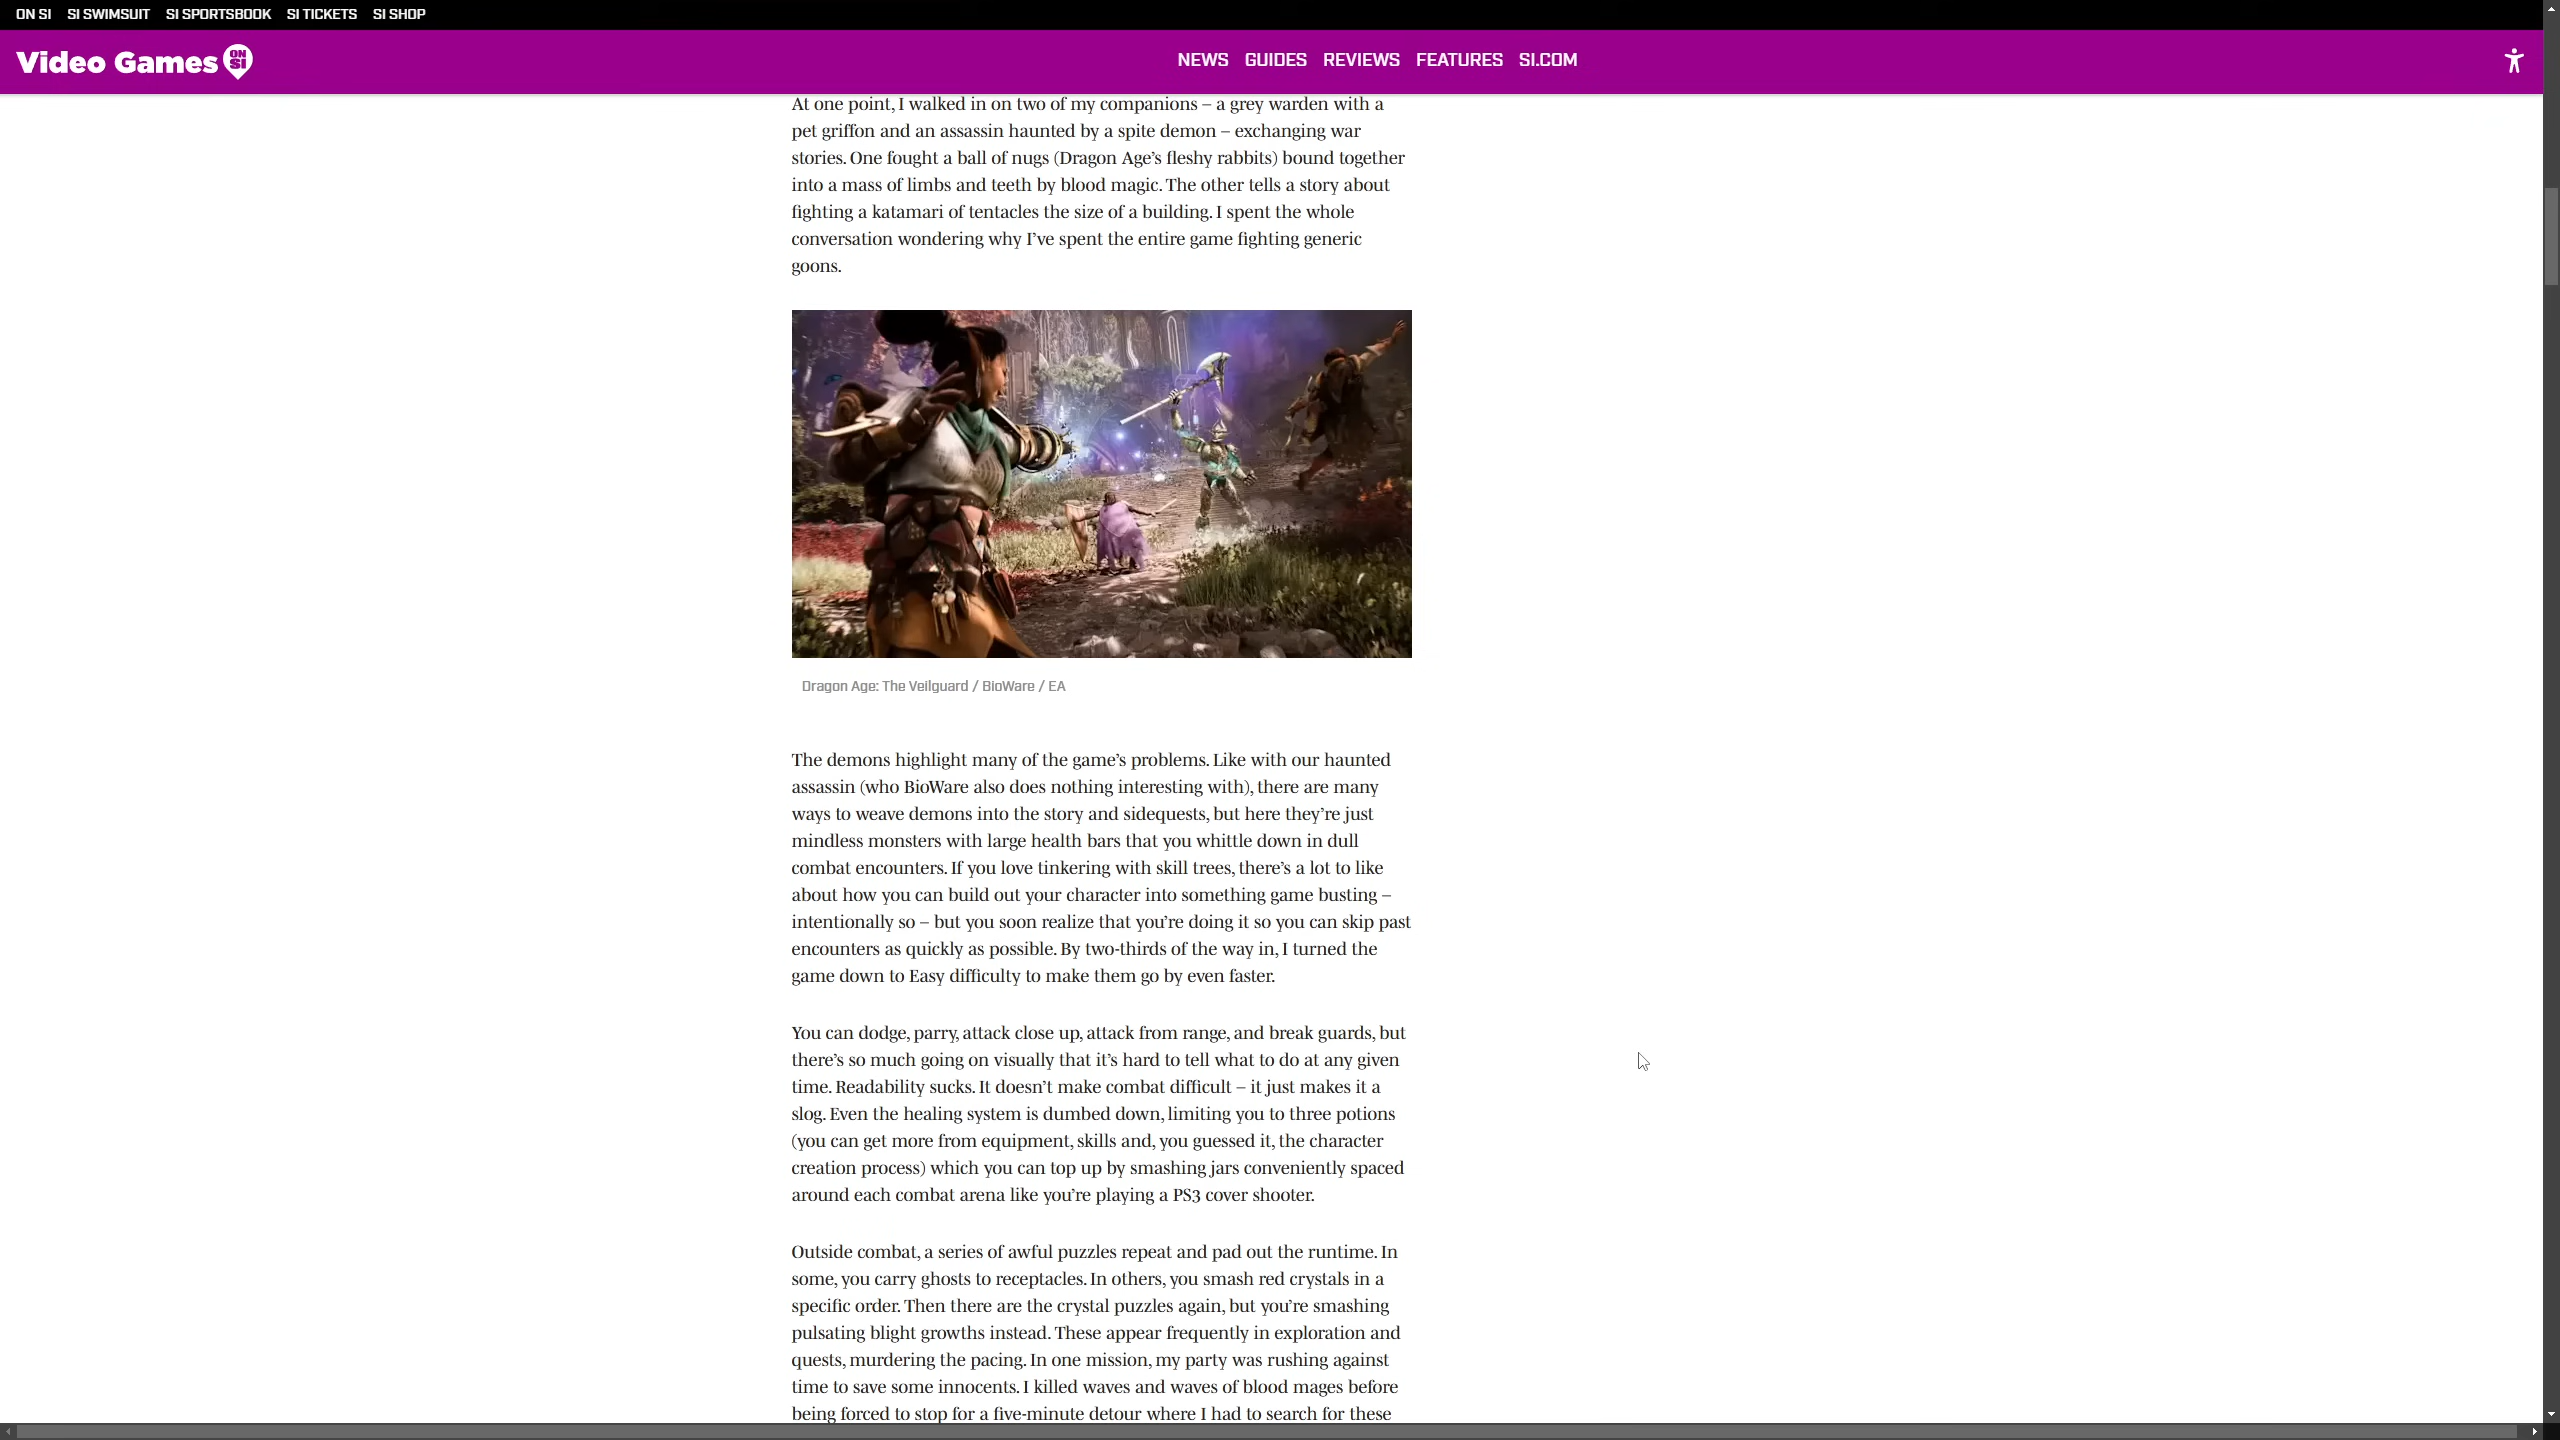 ON SI SI SWIMSUIT SI SPORTSBOOK SI TICKETS SI SHOP
Video Games ON SI
NEWS GUIDES REVIEWS FEATURES SI.COM
At one point, I walked in on two of my companions – a grey warden with a
pet griffon and an assassin haunted by a spite demon – exchanging war
stories. One fought a ball of nugs (Dragon Age’s fleshy rabbits) bound together
into a mass of limbs and teeth by blood magic. The other tells a story about
fighting a katamari of tentacles the size of a building. I spent the whole
conversation wondering why I’ve spent the entire game fighting generic
goons.
Dragon Age: The Veilguard / BioWare / EA
The demons highlight many of the game’s problems. Like with our haunted
assassin (who BioWare also does nothing interesting with), there are many
ways to weave demons into the story and sidequests, but here they’re just
mindless monsters with large health bars that you whittle down in dull
combat encounters. If you love tinkering with skill trees, there’s a lot to like
about how you can build out your character into something game busting –
intentionally so – but you soon realize that you’re doing it so you can skip past
encounters as quickly as possible. By two-thirds of the way in, I turned the
game down to Easy difficulty to make them go by even faster.
You can dodge, parry, attack close up, attack from range, and break guards, but
there’s so much going on visually that it’s hard to tell what to do at any given
time. Readability sucks. It doesn’t make combat difficult – it just makes it a
slog. Even the healing system is dumbed down, limiting you to three potions
(you can get more from equipment, skills and, you guessed it, the character
creation process) which you can top up by smashing jars conveniently spaced
around each combat arena like you’re playing a PS3 cover shooter.
Outside combat, a series of awful puzzles repeat and pad out the runtime. In
some, you carry ghosts to receptacles. In others, you smash red crystals in a
specific order. Then there are the crystal puzzles again, but you’re smashing
pulsating blight growths instead. These appear frequently in exploration and
quests, murdering the pacing. In one mission, my party was rushing against
time to save some innocents. I killed waves and waves of blood mages before
being forced to stop for a five-minute detour where I had to search for these